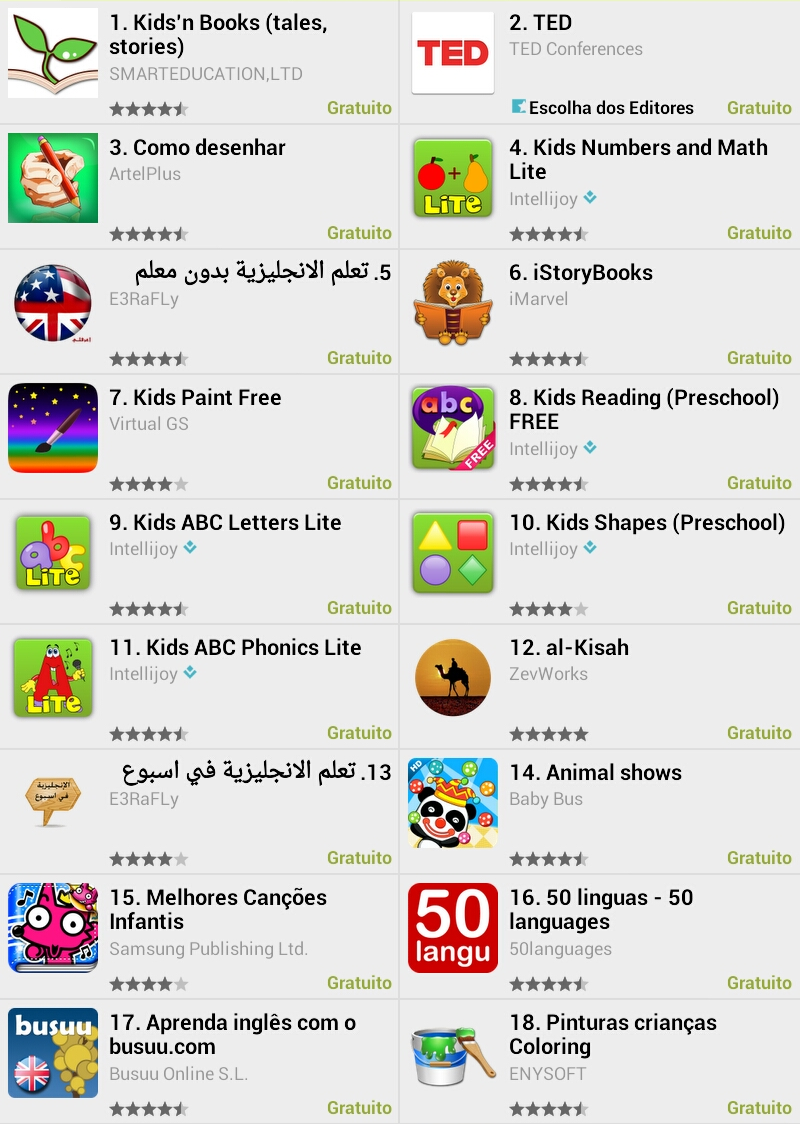 1. Kids'n Books (tales,
stories)
SMARTEDUCATION,LTD
Gratuito
TED
2. TED
TED Conferences
Escolha dos Editores
Gratuito
3. Como desenhar
ArtelPlus
Gratuito
LiTe
4. Kids Numbers and Math
Lite
Intellijoy
Gratuito
5. تعلم الانجليزية بدون معلم
E3RaFLy
Gratuito
6. iStoryBooks
iMarvel
Gratuito
7. Kids Paint Free
Virtual GS
Gratuito
abc
FREE
8. Kids Reading (Preschool)
FREE
Intellijoy
Gratuito
abc
LiTe
9. Kids ABC Letters Lite
Intellijoy
Gratuito
10. Kids Shapes (Preschool)
Intellijoy
Gratuito
A
LiTe
11. Kids ABC Phonics Lite
Intellijoy
Gratuito
12. al-Kisah
ZevWorks
Gratuito
الإنجليزية
في اسبوع
13. تعلم الانجليزية في اسبوع
E3RaFLy
Gratuito
HD
14. Animal shows
Baby Bus
Gratuito
15. Melhores Canções
Infantis
Samsung Publishing Ltd.
Gratuito
50
langu
16. 50 linguas - 50
languages
50languages
Gratuito
busuu
17. Aprenda inglês com o
busuu.com
Busuu Online S.L.
Gratuito
18. Pinturas crianças
Coloring
ENYSOFT
Gratuito